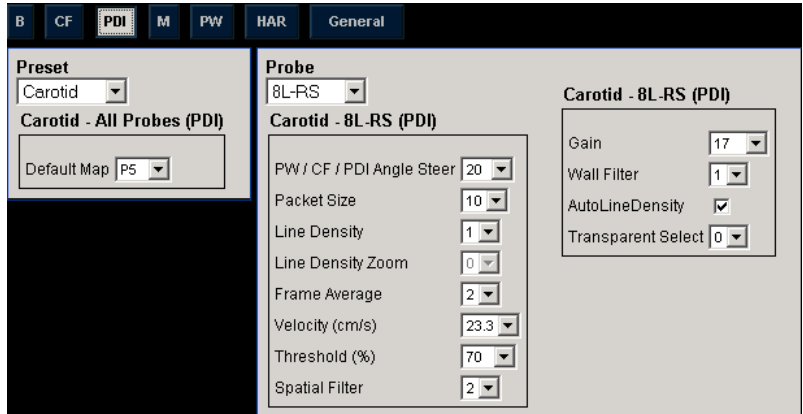 B CF PDI M PW HAR General
Preset
Carotid
Carotid - All Probes (PDI)
Default Map P5
Probe
8L-RS
Carotid - 8L-RS (PDI)
PW / CF / PDI Angle Steer 20
Packet Size 10
Line Density 1
Line Density Zoom 0
Frame Average 2
Velocity (cm/s) 23.3
Threshold (%) 70
Spatial Filter 2
Carotid - 8L-RS (PDI)
Gain 17
Wall Filter 1
AutoLineDensity
Transparent Select 0